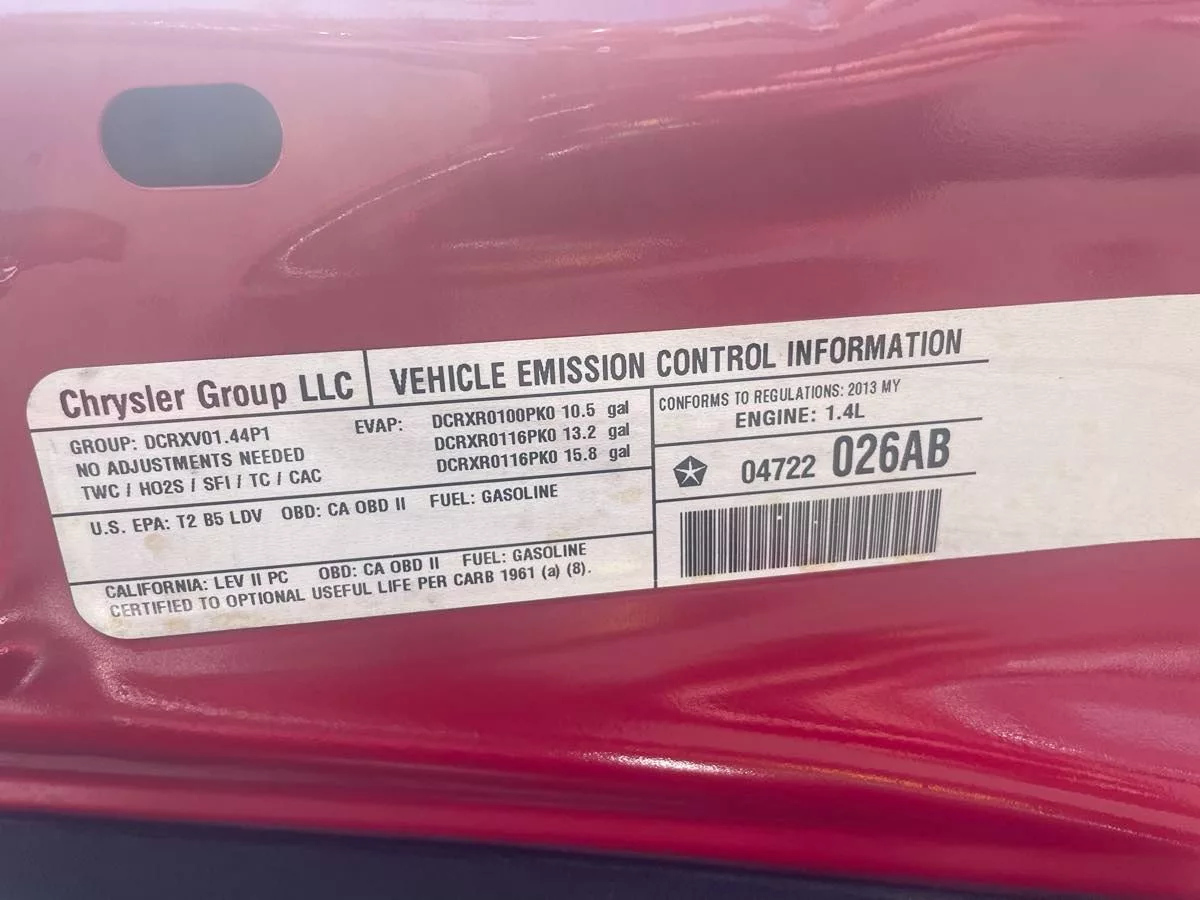 Chrysler Group LLC
VEHICLE EMISSION CONTROL INFORMATION
GROUP: DCRXV01.44P1
NO ADJUSTMENTS NEEDED
TWC / HO2S / SFI / TC / CAC
EVAP: DCRXR0100PK0 10.5 gal
DCRXR0116PK0 13.2 gal
DCRXR0116PK0 15.8 gal
U.S. EPA: T2 B5 LDV OBD: CA OBD II FUEL: GASOLINE
CALIFORNIA: LEV II PC OBD: CA OBD II FUEL: GASOLINE
CERTIFIED TO OPTIONAL USEFUL LIFE PER CARB 1961 (a) (8).
CONFORMS TO REGULATIONS: 2013 MY
ENGINE: 1.4L
04722 026AB